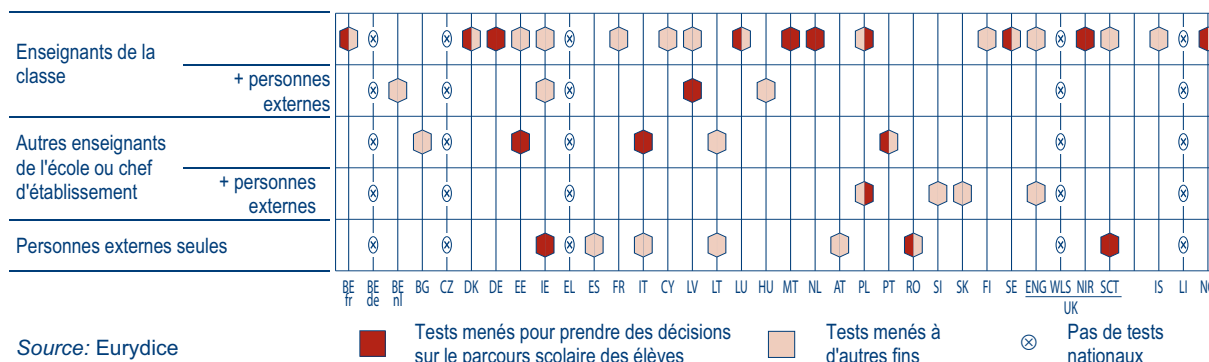 Enseignants de la
classe
+ personnes
externes
Autres enseignants
de l'école ou chef
d'établissement
+ personnes
externes
Personnes externes seules
BE fr BE de BE nl BG CZ DK DE EE IE EL ES FR IT CY LV LT LU HU MT NL AT PL PT RO SI SK FI SE ENG WLS NIR SCT IS LI
UK
Source: Eurydice
Tests menés pour prendre des décisions
sur le parcours scolaire des élèves
Tests menés à
d'autres fins
Pas de tests
nationaux